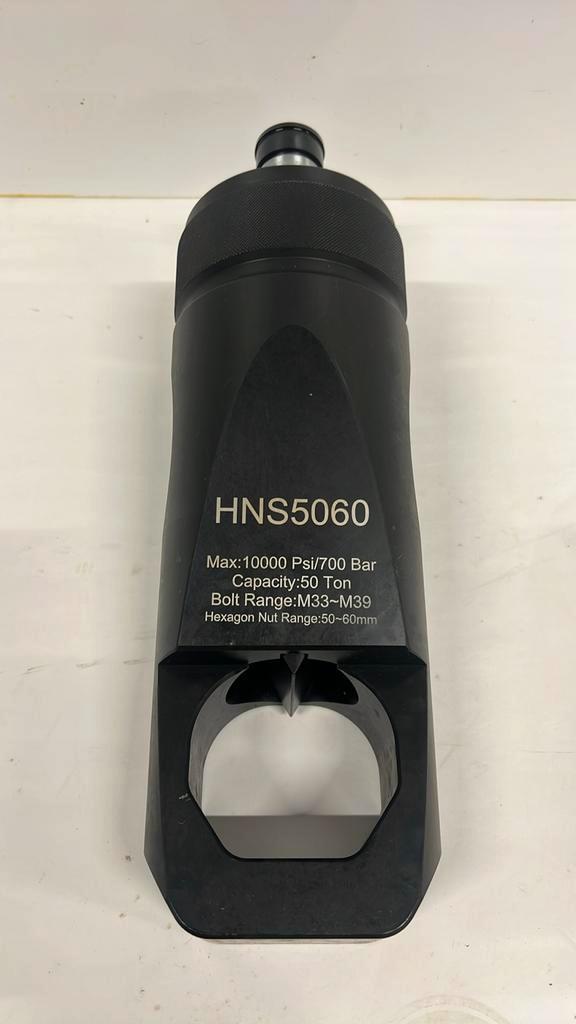 HNS5060
Max:10000 Psi/700 Bar
Capacity:50 Ton
Bolt Range:M33~M39
Hexagon Nut Range:50~60mm